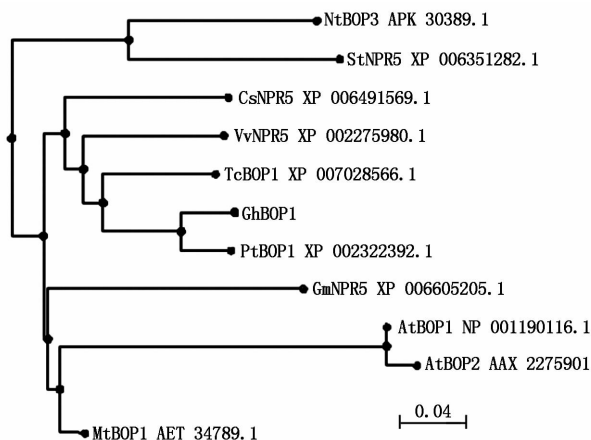 NtBOP3 APK 30389.1
StNPR5 XP 006351282.1
CsNPR5 XP 006491569.1
VvNPR5 XP 002275980.1
TcBOP1 XP 007028566.1
GhBOP1
PtBOP1 XP 002322392.1
GmNPR5 XP 006605205.1
AtBOP1 NP 001190116.1
AtBOP2 AAX 2275901
0.04
MtBOP1 AET 34789.1